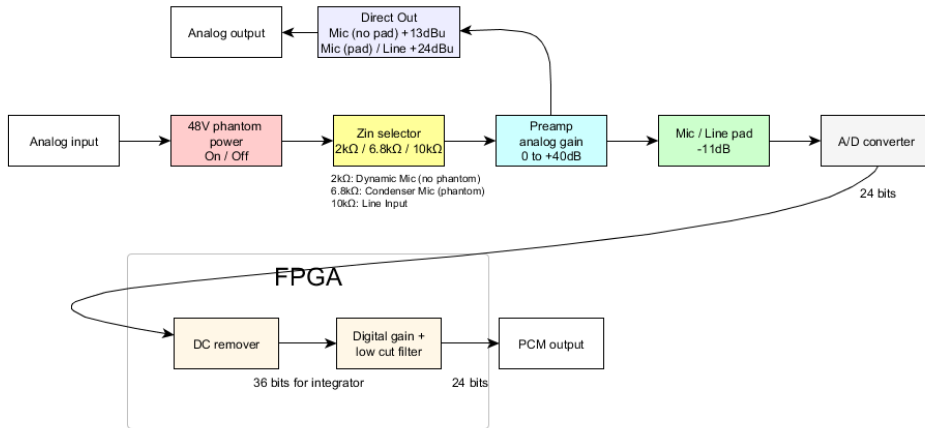 Analog output
Direct Out
Mic (no pad) +13dBu
Mic (pad) / Line +24dBu
Analog input
48V phantom
power
On / Off
Zin selector
2kΩ / 6.8kΩ / 10kΩ
Preamp
analog gain
0 to +40dB
Mic / Line pad
-11dB
A/D converter
2kΩ: Dynamic Mic (no phantom)
6.8kΩ: Condenser Mic (phantom)
10kΩ: Line Input
24 bits
FPGA
DC remover
Digital gain +
low cut filter
PCM output
36 bits for integrator
24 bits